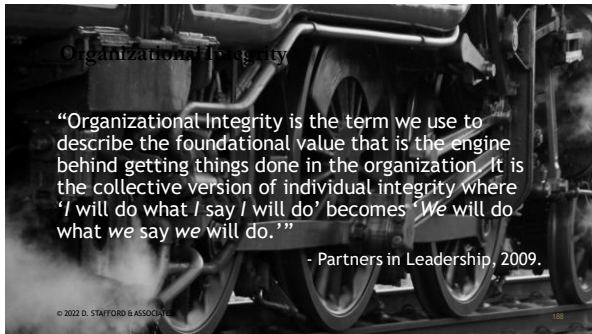 Organizational Integrity
“Organizational Integrity is the term we use to
describe the foundational value that is the engine
behind getting things done in the organization. It is
the collective version of individual integrity where
‘I will do what I say I will do’ becomes ‘We will do
what we say we will do.’”
- Partners in Leadership, 2009.
© 2022 D. STAFFORD & ASSOCIATES
188